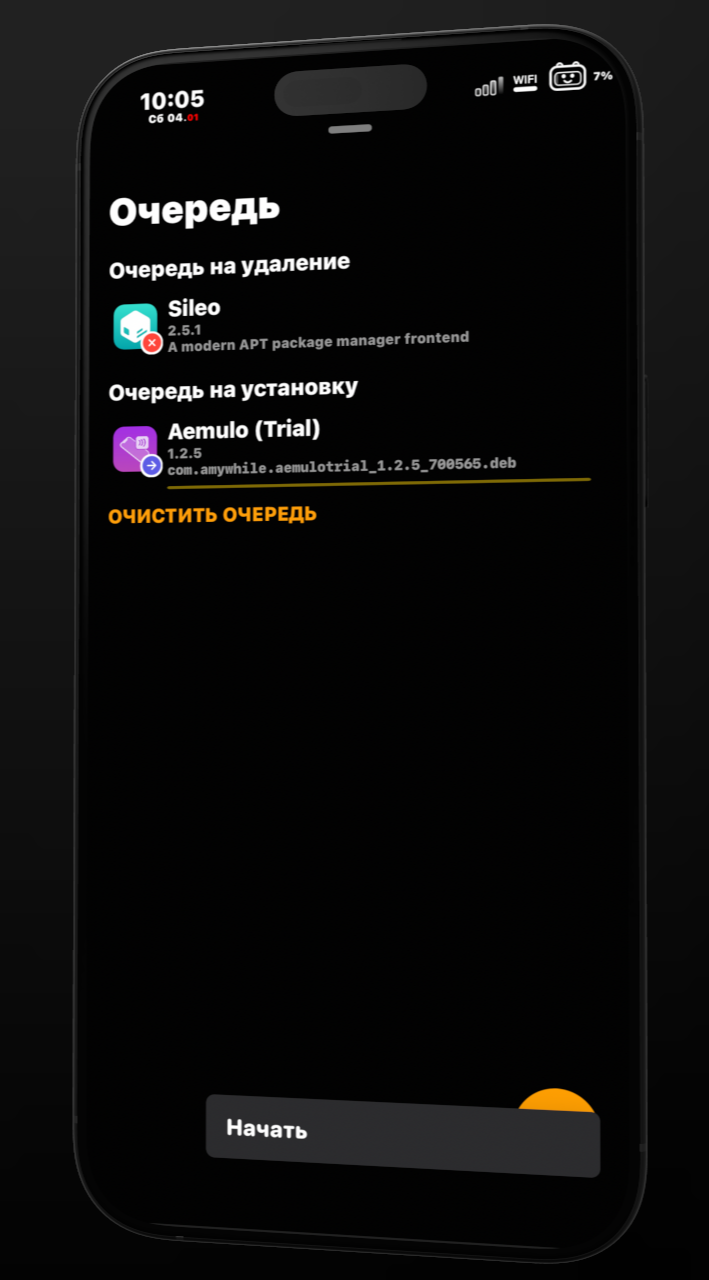 10:05
Сб 04.01
WIFI
7%
Очередь
Очередь на удаление
Sileo
2.5.1
A modern APT package manager frontend
Очередь на установку
Aemulo (Trial)
1.2.5
com.amywhile.aemulotrial_1.2.5_700565.deb
ОЧИСТИТЬ ОЧЕРЕДЬ
Начать